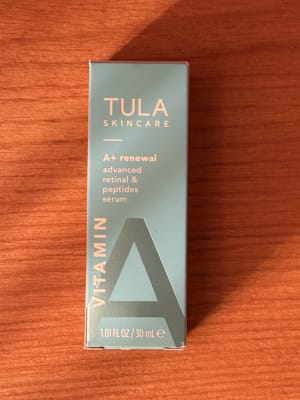 TULA
SKINCARE
A+ renewal
advanced
retinal &
peptides
serum
VITAMIN
A
1.01 FL OZ / 30 mL ℮